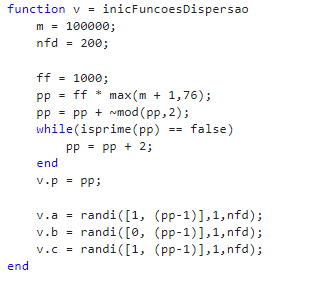 function v = inicFuncoesDispersao
m = 100000;
nfd = 200;
ff = 1000;
pp = ff * max(m + 1,76);
pp = pp + ~mod(pp,2);
while(isprime(pp) == false)
pp = pp + 2;
end
v.p = pp;
v.a = randi([1, (pp-1)],1,nfd);
v.b = randi([0, (pp-1)],1,nfd);
v.c = randi([1, (pp-1)],1,nfd);
end